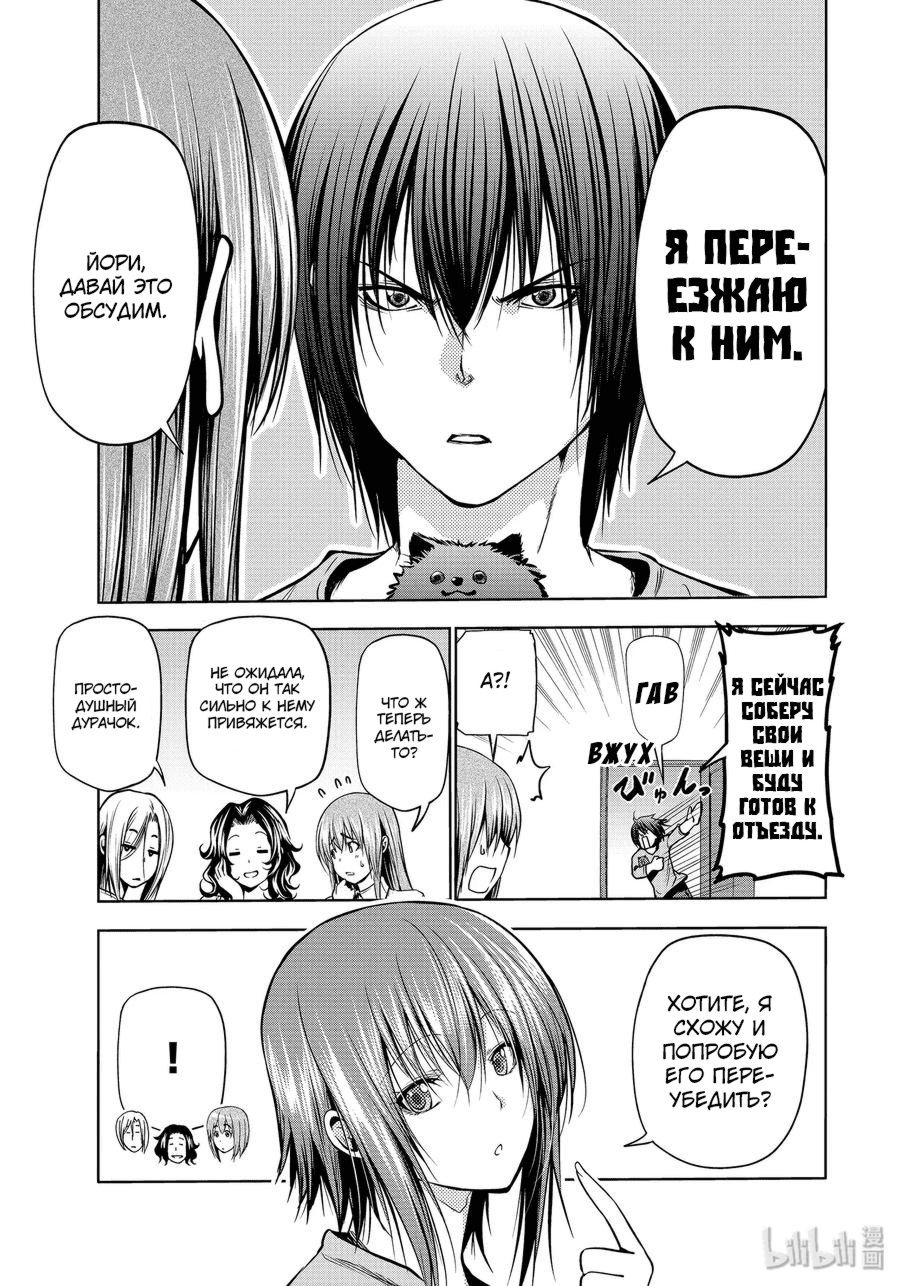 Я ПЕРЕ-
ЕЗЖАЮ
К НИМ.
ЙОРИ,
ДАВАЙ ЭТО
ОБСУДИМ.
Я СЕЙЧАС
СОБЕРУ
СВОИ
ВЕЩИ И
БУДУ
ГОТОВ К
ОТЪЕЗДУ.
ГАВ
ВЖУХ
びゅんっ
А?!
ЧТО Ж
ТЕПЕРЬ
ДЕЛАТЬ-
ТО?
НЕ ОЖИДАЛА,
ЧТО ОН ТАК
СИЛЬНО К НЕМУ
ПРИВЯЖЕТСЯ.
ПРОСТО-
ДУШНЫЙ
ДУРАЧОК.
ХОТИТЕ, Я
СХОЖУ И
ПОПРОБУЮ
ЕГО ПЕРЕ-
УБЕДИТЬ?
!
bilibili 漫画